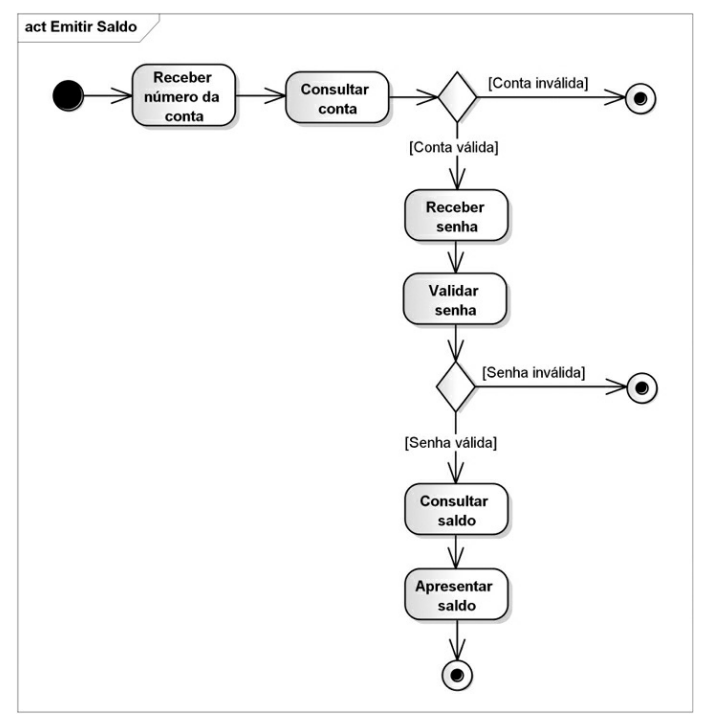 act Emitir Saldo
Receber
número da
conta
Consultar
conta
[Conta inválida]
[Conta válida]
Receber
senha
Validar
senha
[Senha inválida]
[Senha válida]
Consultar
saldo
Apresentar
saldo